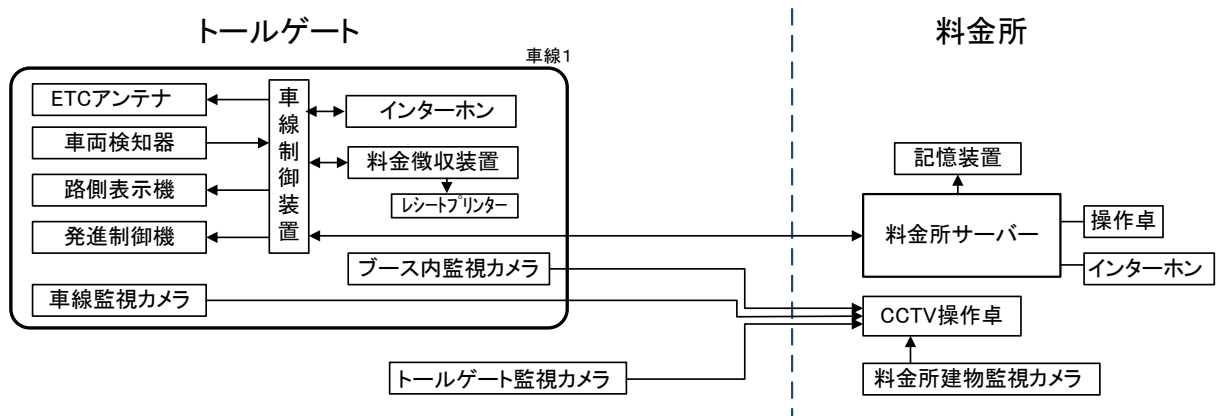 トールゲート
料金所
車線1
ETCアンテナ
車両検知器
路側表示機
発進制御機
車線監視カメラ
車線制御装置
インターホン
料金徴収装置
レシートプリンター
ブース内監視カメラ
トールゲート監視カメラ
記憶装置
料金所サーバー
操作卓
インターホン
CCTV操作卓
料金所建物監視カメラ